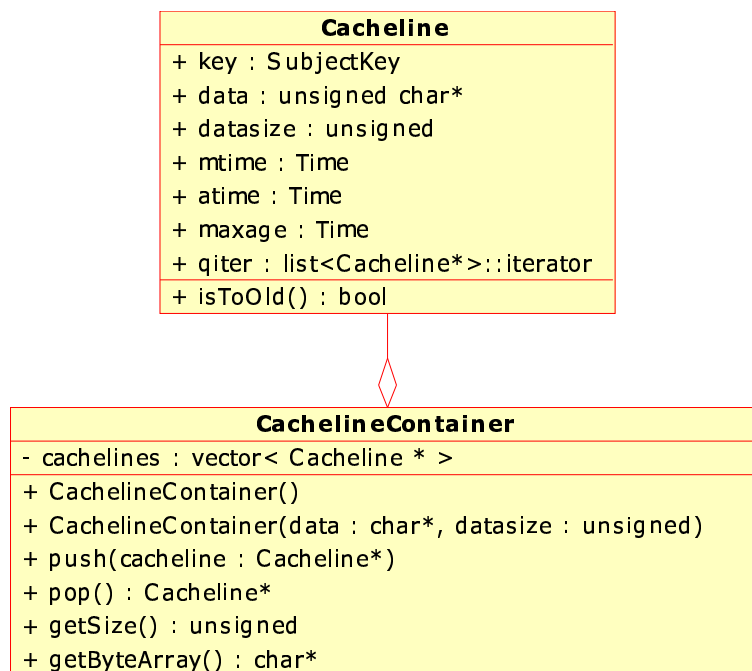 Cacheline
+ key : SubjectKey
+ data : unsigned char*
+ datasize : unsigned
+ mtime : Time
+ atime : Time
+ maxage : Time
+ qiter : list<Cacheline*>::iterator
+ isToOld() : bool
CachelineContainer
- cachelines : vector< Cacheline * >
+ CachelineContainer()
+ CachelineContainer(data : char*, datasize : unsigned)
+ push(cacheline : Cacheline*)
+ pop() : Cacheline*
+ getSize() : unsigned
+ getByteArray() : char*